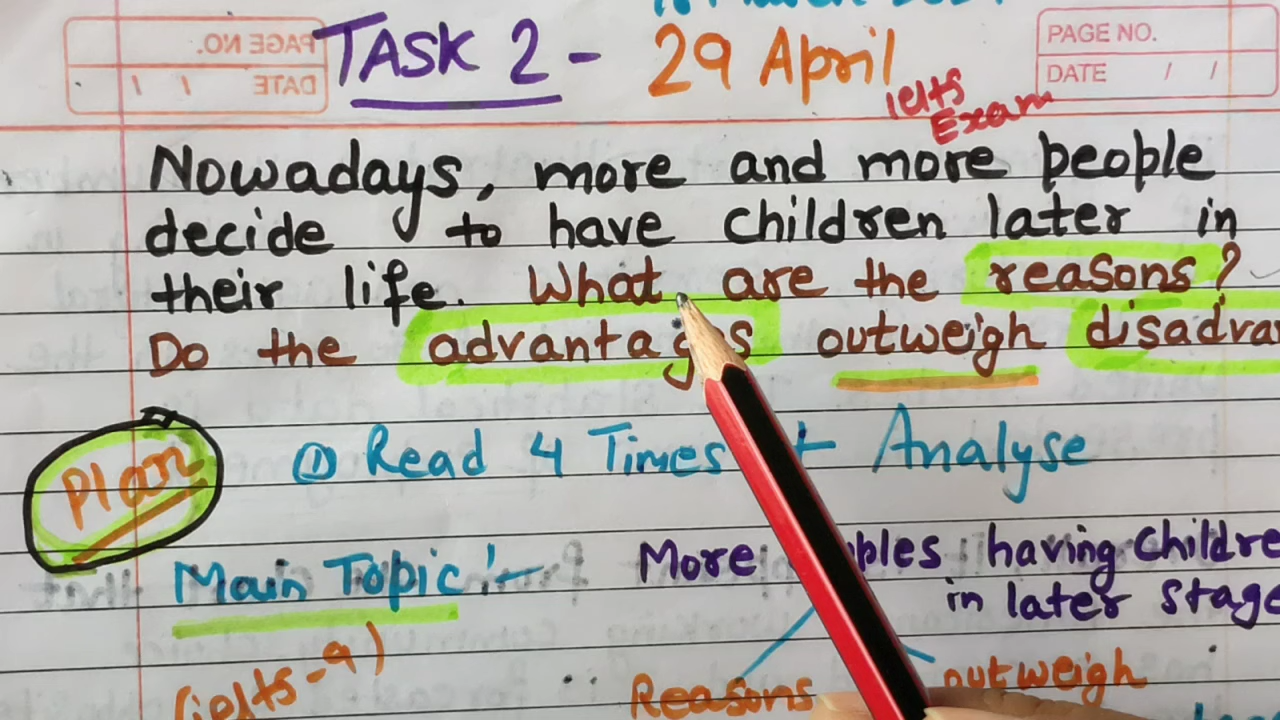 TASK 2 - 29 April
PAGE NO.
DATE / /
PAGE NO.
DATE / /
ielts
Exam
Nowadays, more and more people
decide to have children later in
their life. What are the reasons?
Do the advantages outweigh disadva
Plan
① Read 4 Times + Analyse
Main Topic :- More having Childre
in later stage
(ielts-9)
Reasons outweigh